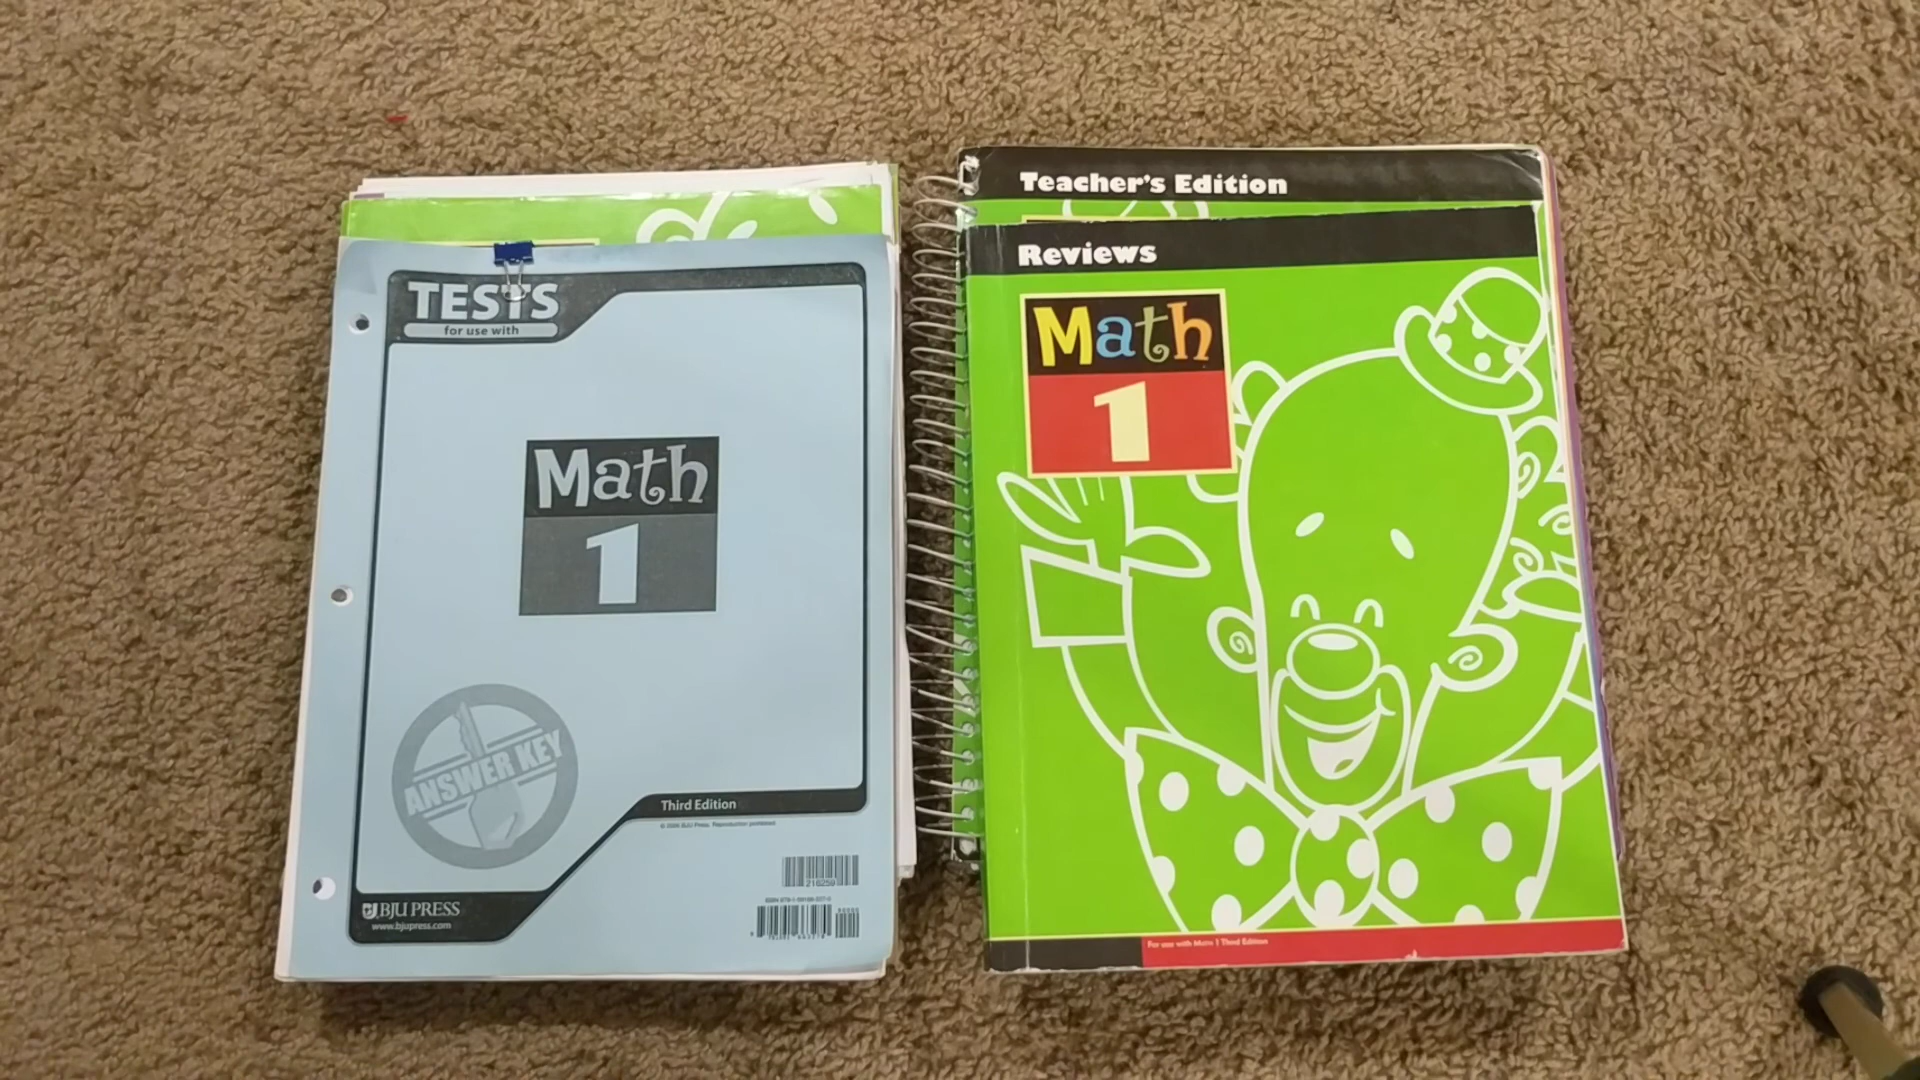 TESTS
for use with
Math
1
ANSWER KEY
Third Edition
BJU PRESS
www.bjupress.com
216259
Teacher's Edition
Reviews
Math
1
For use with Math 1 Third Edition